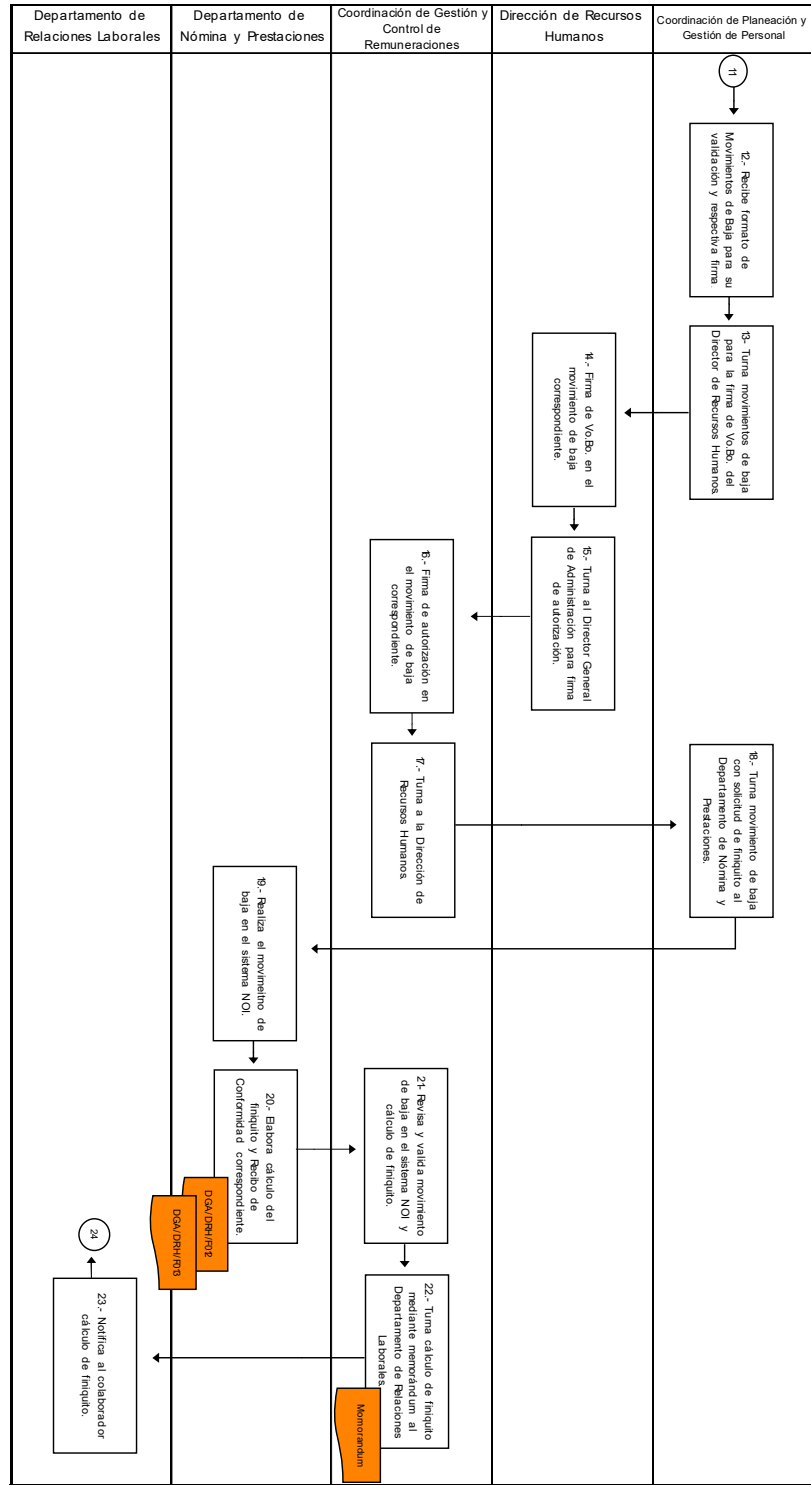 Departamento de
Relaciones Laborales
Departamento de
Nómina y Prestaciones
Coordinación de Gestión y
Control de
Remuneraciones
Dirección de Recursos
Humanos
Coordinación de Planeación y
Gestión de Personal
11
12.- Recibe formato de
Movimientos de Baja para su
validación y respectiva firma.
13.- Turna movimientos de baja
para la firma de Vo.Bo. del
Director de Recursos Humanos.
14.- Firma de Vo.Bo. en el
movimiento de baja
correspondiente.
15.- Turna al Director General
de Administración para firma
de autorización.
16.- Firma de autorización en
el movimiento de baja
correspondiente.
17.- Turna a la Dirección de
Recursos Humanos.
18.- Turna movimiento de baja
con solicitud de finiquito al
Departamento de Nómina y
Prestaciones.
19.- Realiza el movimeitno de
baja en el sistema NOI.
20.- Elabora cálculo del
finiquito y Recibo de
Conformidad correspondiente.
DGA/DRH/F012
DGA/DRH/F013
21- Revisa y valida movimiento
de baja en el sistema NOI y
cálculo de finiquito.
22.- Turna cálculo de finiquito
mediante memorándum al
Departamento de Relaciones
Laborales.
Momorandum
23.- Notifica al colaborador
cálculo de finiquito.
24